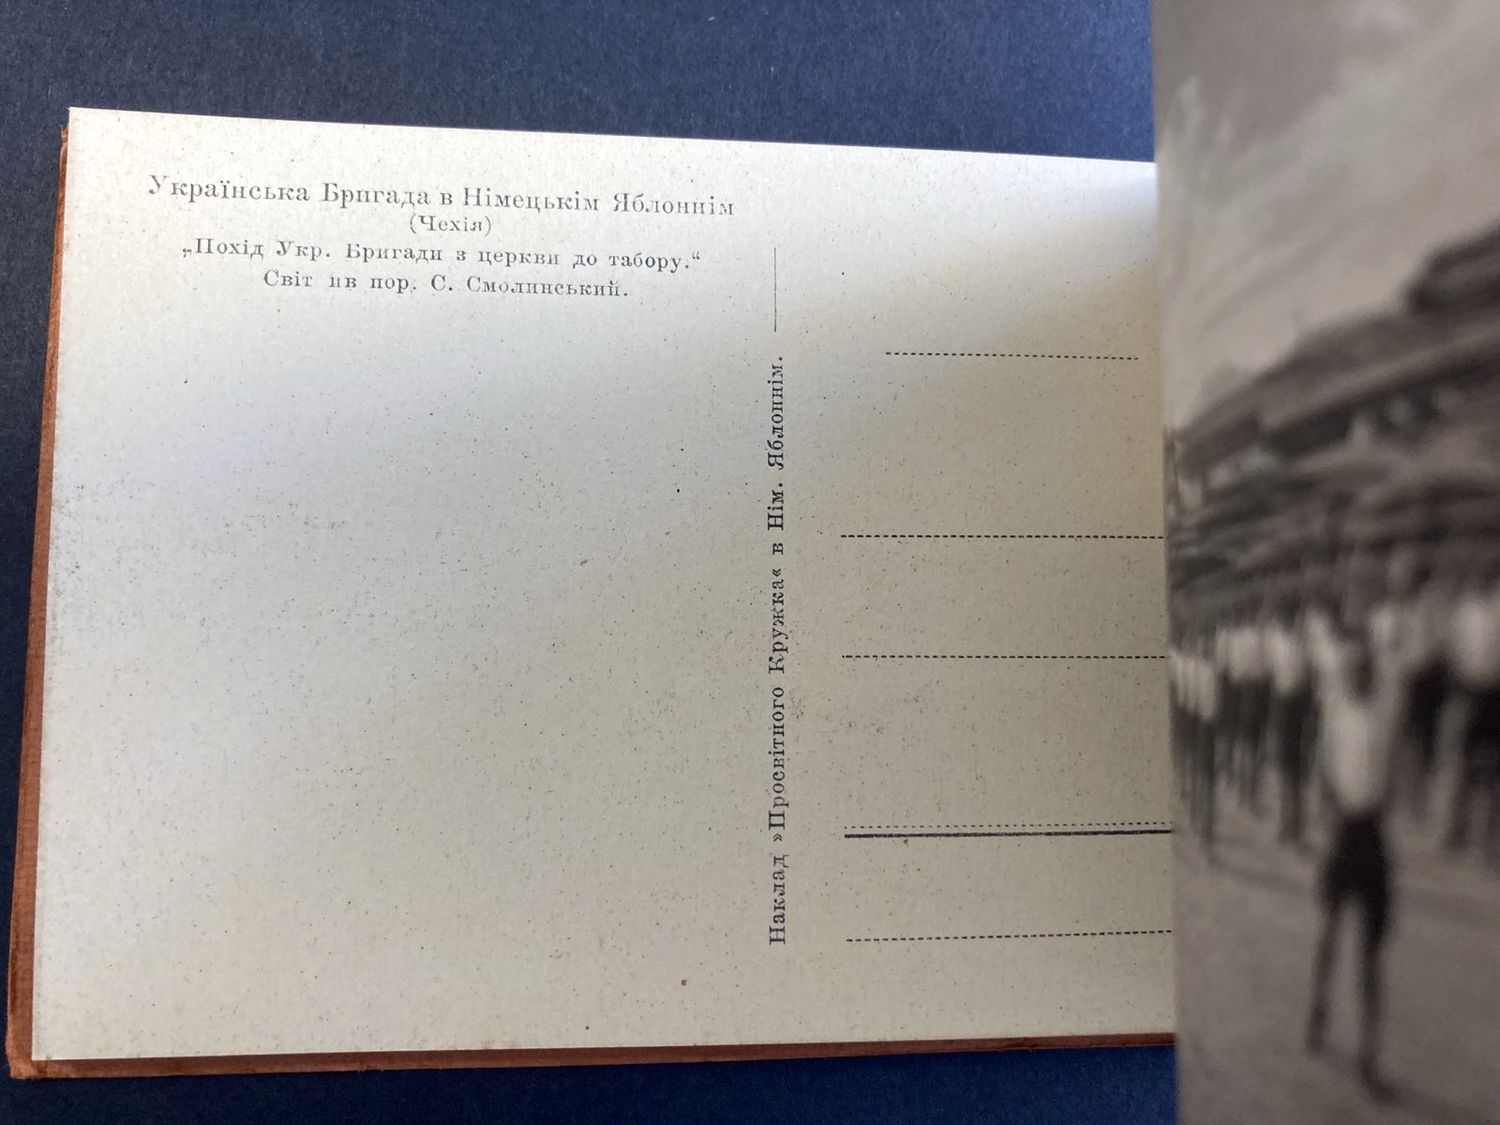 Українська Бригада в Німецькім Яблоннім
(Чехія)
„Похід Укр. Бригади з церкви до табору.“
Світ ив пор. С. Смолинський.
Наклад »Просвітного Кружка« в Нім. Яблоннім.